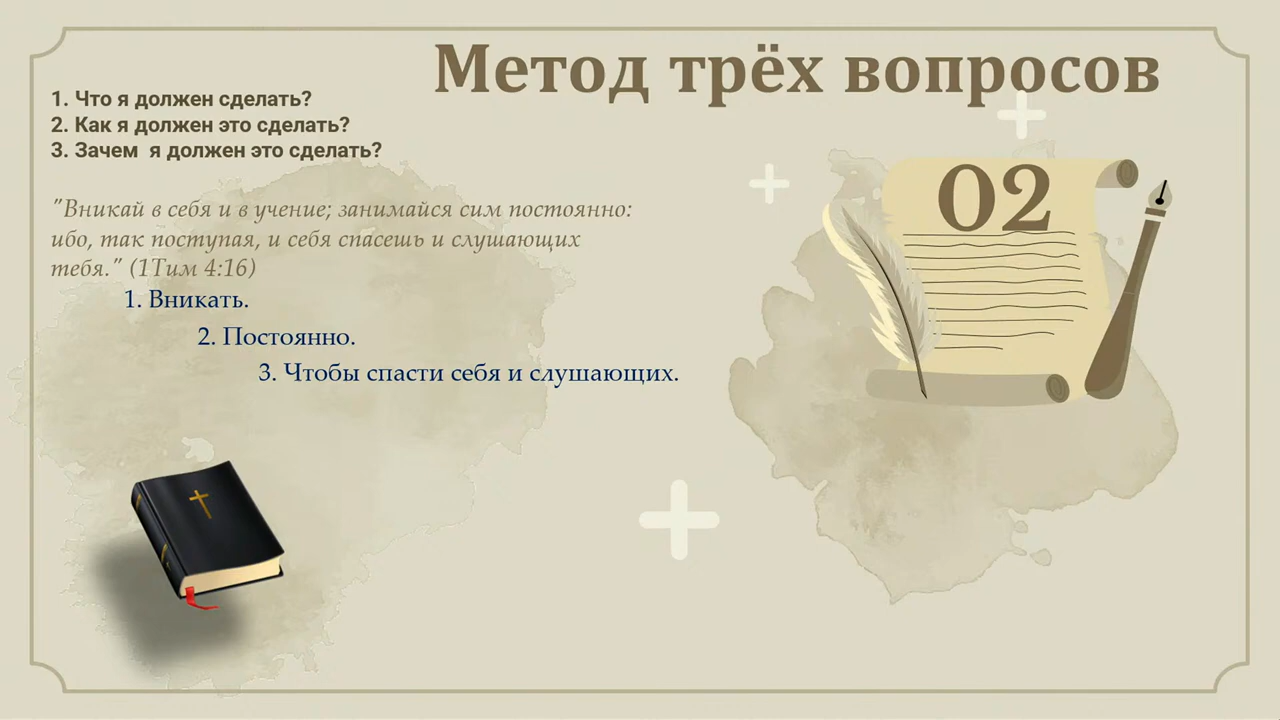 Метод трёх вопросов
1. Что я должен сделать?
2. Как я должен это сделать?
3. Зачем  я должен это сделать?
"Вникай в себя и в учение; занимайся сим постоянно:
ибо, так поступая, и себя спасешь и слушающих
тебя." (1Тим 4:16)
1. Вникать.
2. Постоянно.
3. Чтобы спасти себя и слушающих.
02